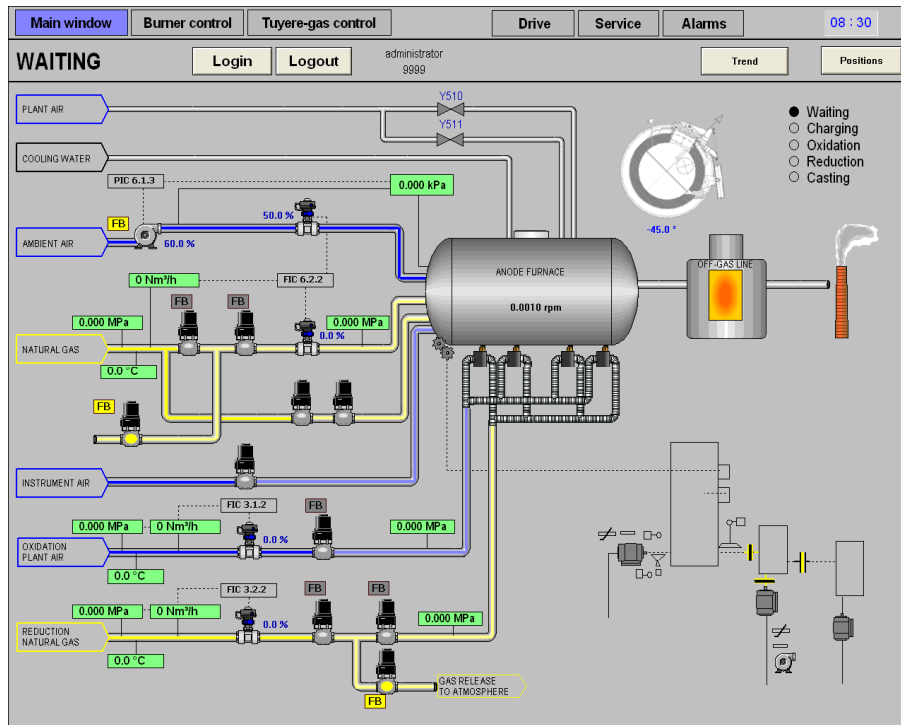 Main window Burner control Tuyere-gas control Drive Service Alarms 08 : 30
WAITING Login Logout administrator Trend Positions
9999
PLANT AIR
Y510
Y511
Waiting
Charging
Oxidation
Reduction
Casting
COOLING WATER
PIC 6.1.3
0.000 kPa
50.0 %
FB
AMBIENT AIR
60.0 %
-45.0 °
0 Nm³/h
FIC 6.2.2
ANODE FURNACE
OFF-GAS LINE
FB FB
0.0010 rpm
0.000 MPa
0.000 MPa
0.0 %
NATURAL GAS
0.0 °C
FB
INSTRUMENT AIR
FIC 3.1.2
FB
0.000 MPa 0 Nm³/h
0.000 MPa
0.0 %
OXIDATION
PLANT AIR
0.0 °C
FIC 3.2.2
FB FB
0.000 MPa 0 Nm³/h
0.000 MPa
0.0 %
REDUCTION
NATURAL GAS
0.0 °C
GAS RELEASE
TO ATMOSPHERE
FB